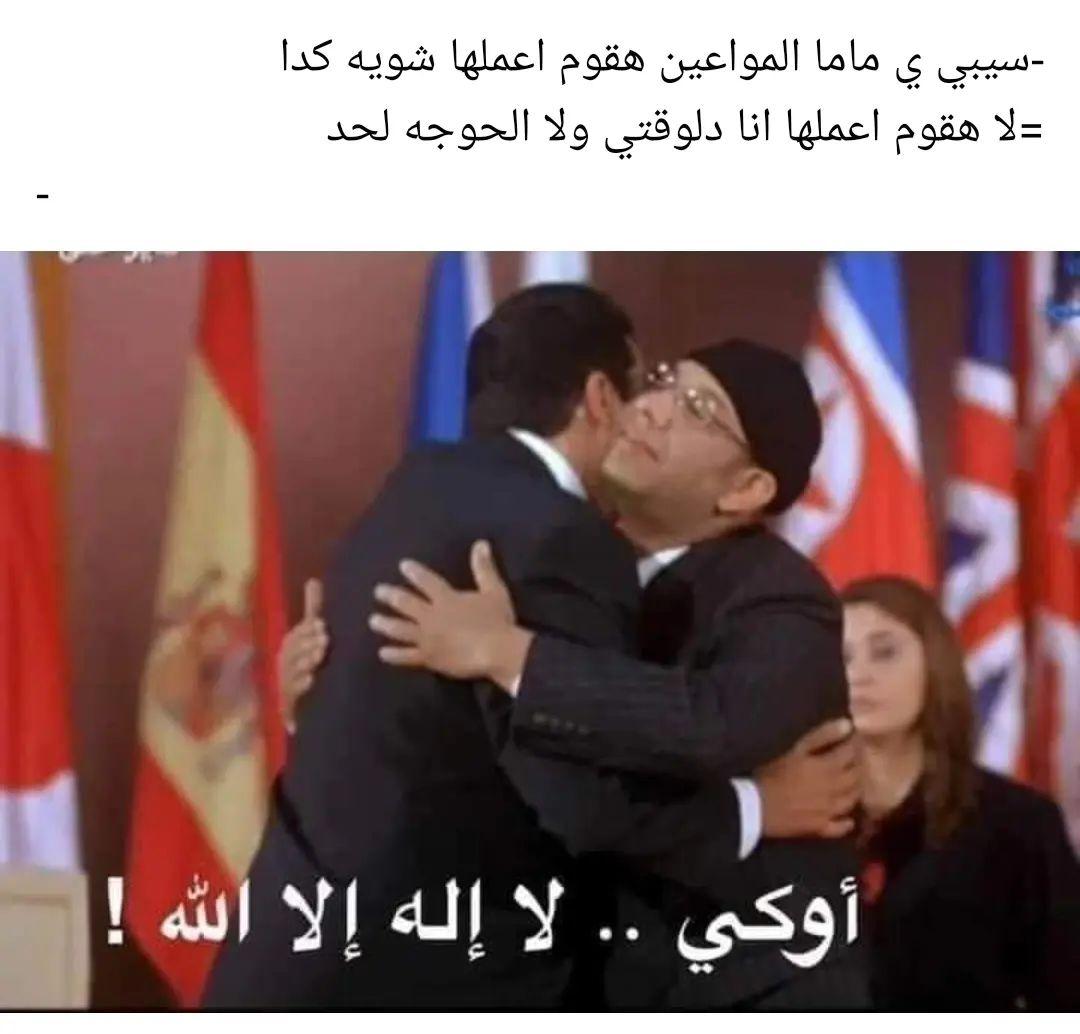 -سيبي ي ماما المواعين هقوم اعملها شويه كدا
=لا هقوم اعملها انا دلوقتي ولا الحوجه لحد
-
أوكي .. لا إله إلا الله !